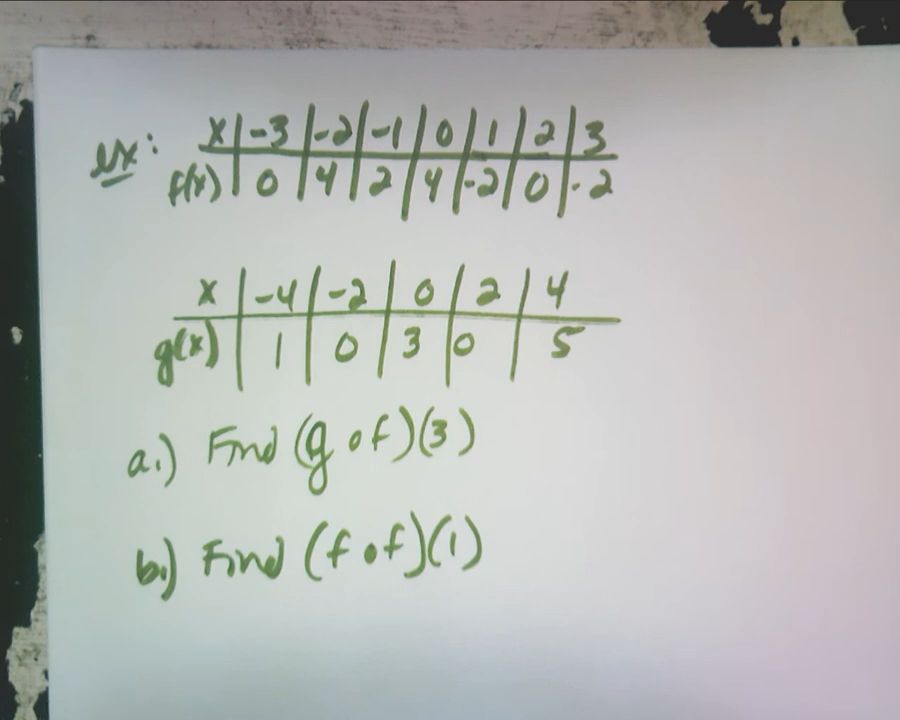 ex: x | -3 | -2 | -1 | 0 | 1 | 2 | 3
f(x) | 0 | 4 | 2 | 4 | -2 | 0 | -2
x | -4 | -2 | 0 | 2 | 4
g(x) | 1 | 0 | 3 | 0 | 5
a.) Find (g∘f)(3)
b.) Find (f∘f)(1)